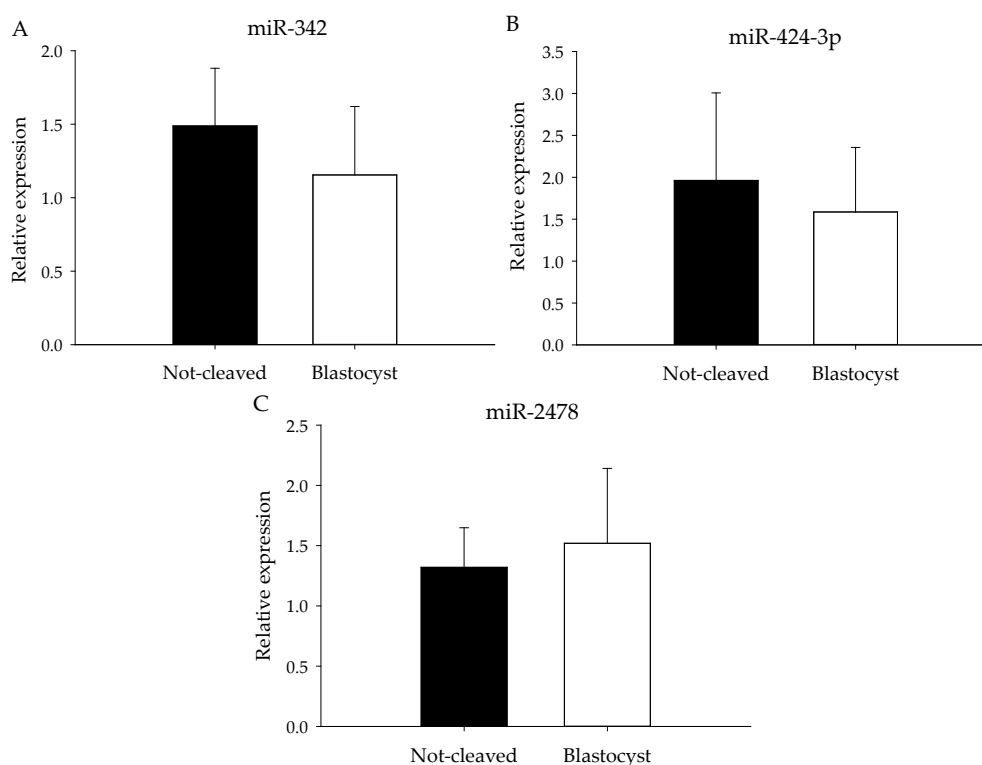 A
miR-342
2.0
1.5
1.0
0.5
0.0
Relative expression
Not-cleaved
Blastocyst
B
miR-424-3p
3.5
3.0
2.5
2.0
1.5
1.0
0.5
0.0
Relative expression
Not-cleaved
Blastocyst
C
miR-2478
2.5
2.0
1.5
1.0
0.5
0.0
Relative expression
Not-cleaved
Blastocyst